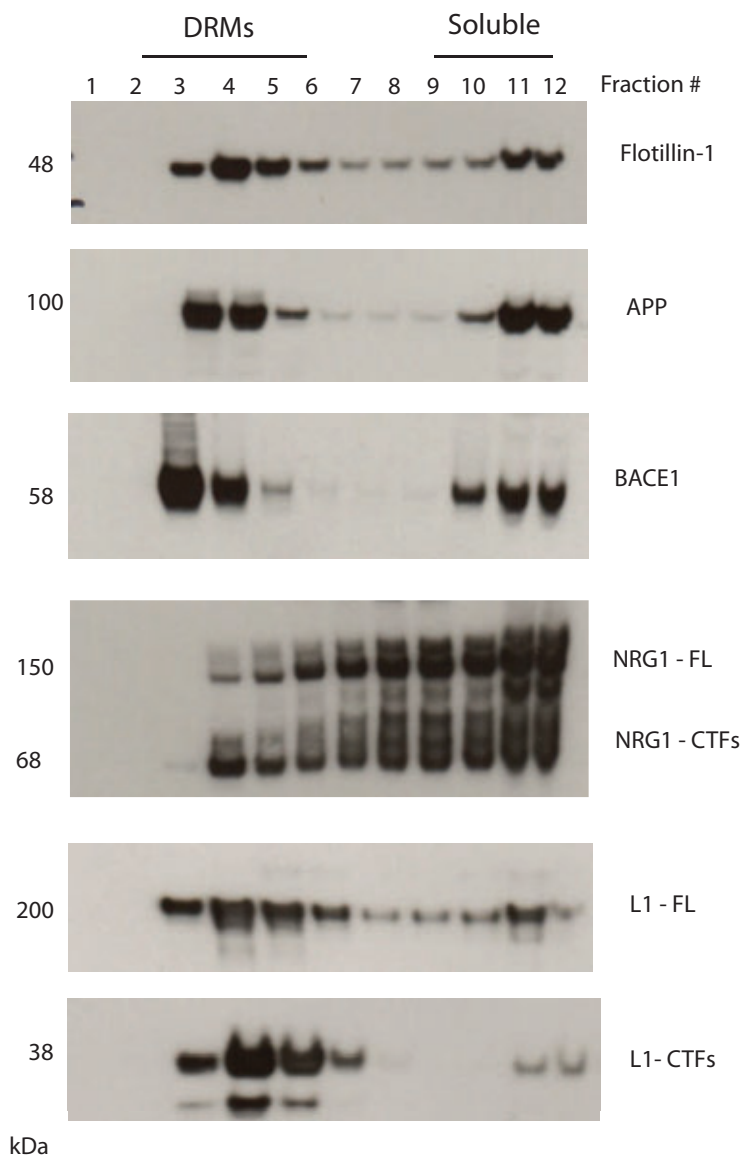 DRMs Soluble
1 2 3 4 5 6 7 8 9 10 11 12 Fraction #
48 Flotillin-1
100 APP
58 BACE1
150 NRG1 - FL
68 NRG1 - CTFs
200 L1 - FL
38 L1- CTFs
kDa